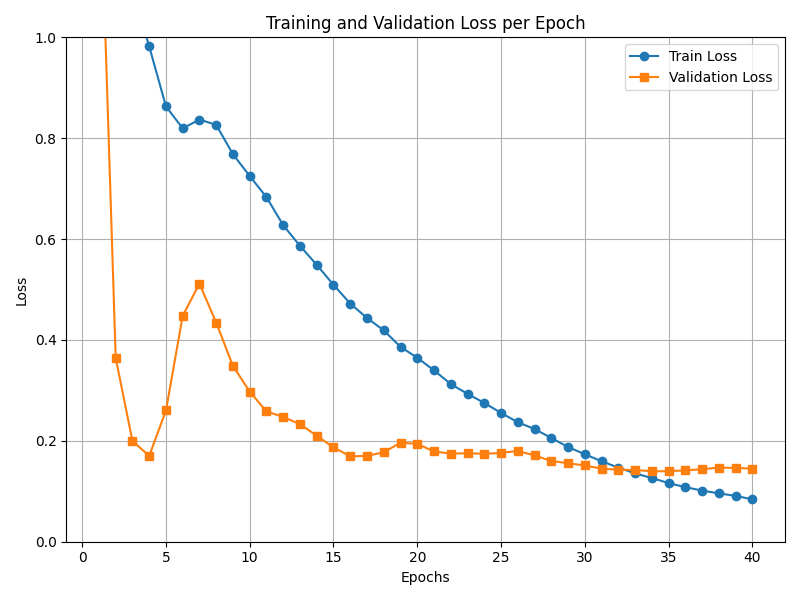 Training and Validation Loss per Epoch
Train Loss
Validation Loss
1.0
0.8
0.6
0.4
0.2
0.0
Loss
0 5 10 15 20 25 30 35 40
Epochs